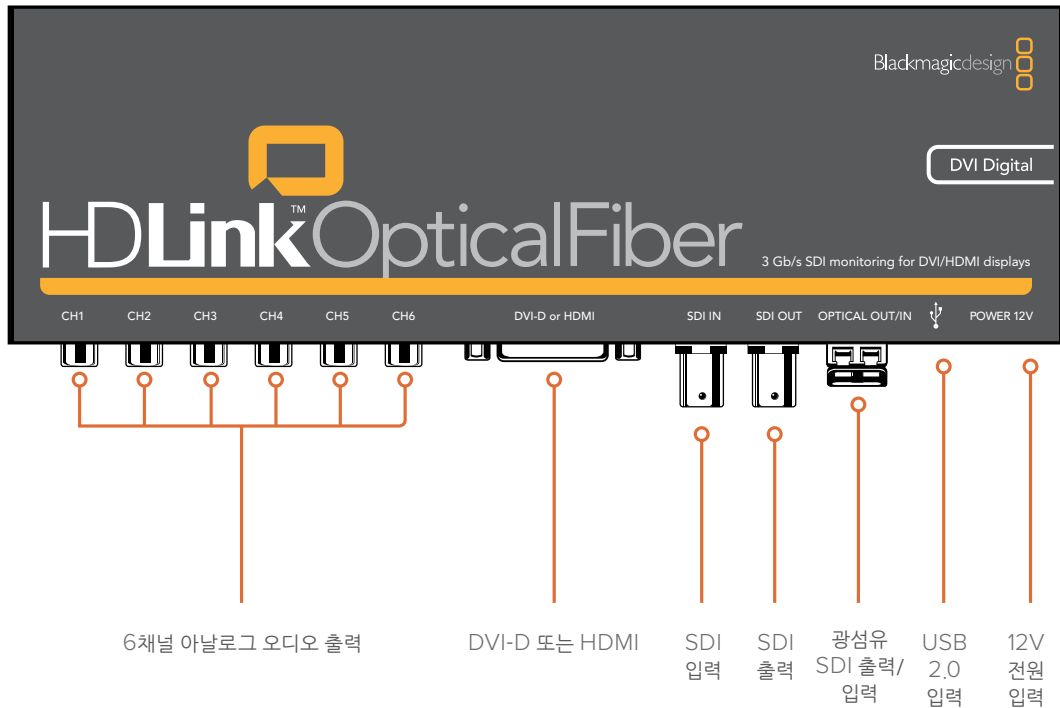 Blackmagicdesign
DVI Digital
HDLink™ OpticalFiber
3 Gb/s SDI monitoring for DVI/HDMI displays
CH1 CH2 CH3 CH4 CH5 CH6 DVI-D or HDMI SDI IN SDI OUT OPTICAL OUT/IN POWER 12V
6채널 아날로그 오디오 출력
DVI-D 또는 HDMI
SDI
입력
SDI
출력
광섬유
SDI 출력/
입력
USB
2.0
입력
12V
전원
입력